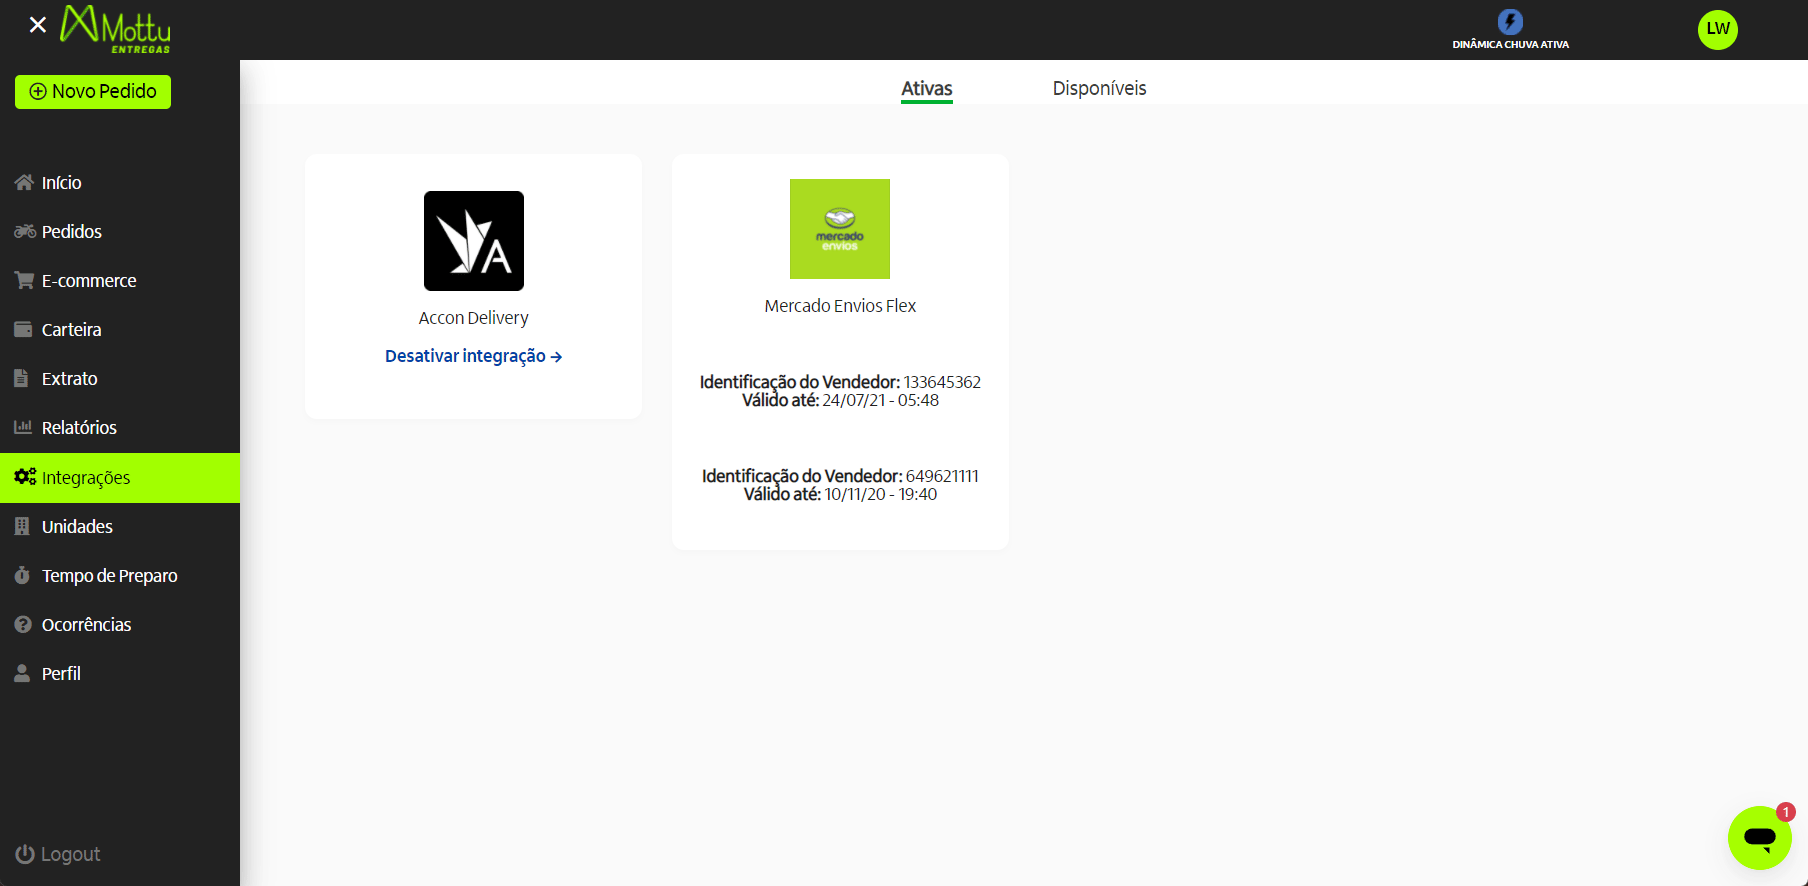 Mottu
ENTREGAS
DINÂMICA CHUVA ATIVA
LW
Novo Pedido
Ativas
Disponíveis
Início
Pedidos
E-commerce
Carteira
Extrato
Relatórios
Integrações
Unidades
Tempo de Preparo
Ocorrências
Perfil
Logout
A
Accon Delivery
Desativar integração →
mercado
envios
Mercado Envios Flex
Identificação do Vendedor: 133645362
Válido até: 24/07/21 - 05:48
Identificação do Vendedor: 649621111
Válido até: 10/11/20 - 19:40
1